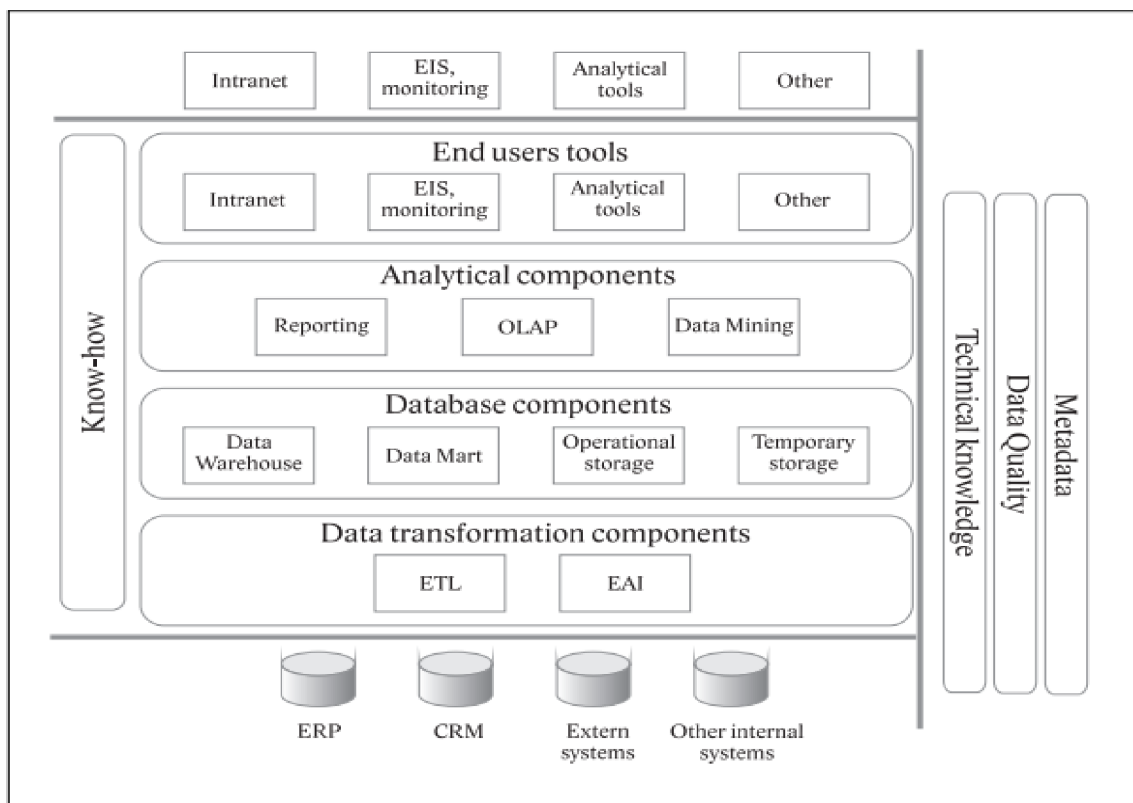 Intranet
EIS,
monitoring
Analytical
tools
Other
End users tools
Intranet
EIS,
monitoring
Analytical
tools
Other
Analytical components
Reporting
OLAP
Data Mining
Database components
Data
Warehouse
Data Mart
Operational
storage
Temporary
storage
Data transformation components
ETL
EAI
Know-how
Technical knowledge
Data Quality
Metadata
ERP
CRM
Extern
systems
Other internal
systems